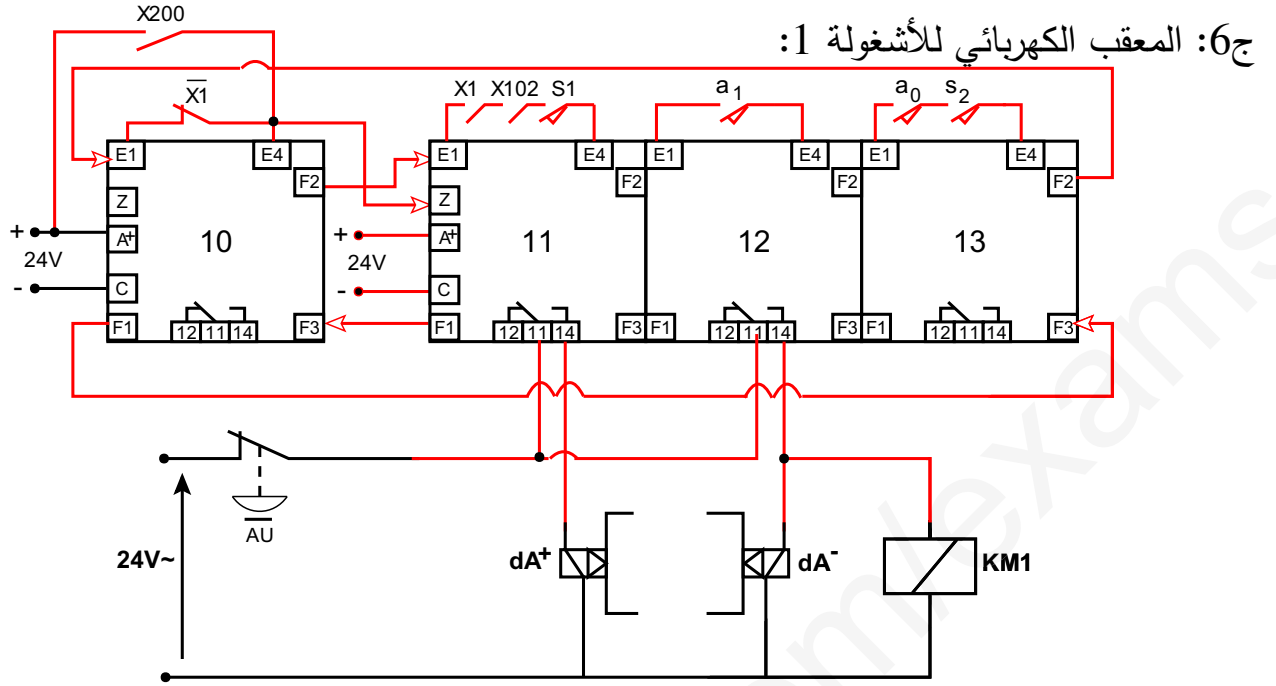 ج6: المعقب الكهربائي للأشغولة 1:
X200
X̅1̅
X1 X102 S1
a1
a0 s2
E1 E4 E1 E4 E1 E4 E1 E4
F2 F2 F2 F2
Z Z
+ A+ + A+
24V 24V
10 11 12 13
- C - C
F1 12 11 14 F3 F1 12 11 14 F3 F1 12 11 14 F3 F1 12 11 14 F3
A̅U̅
24V~
dA+ dA- KM1
m/exams